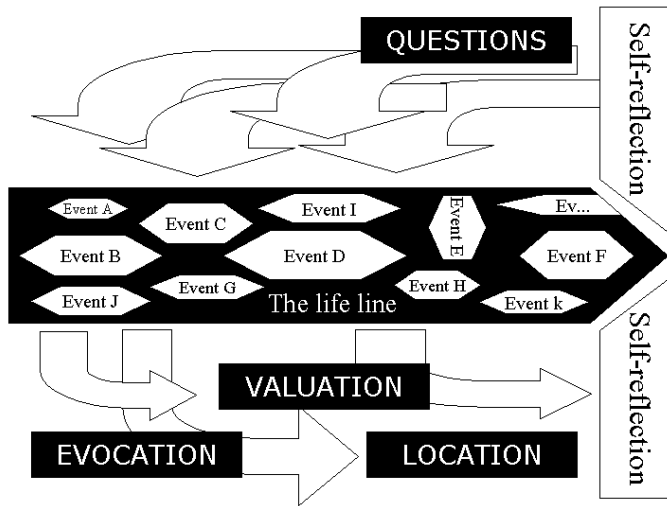 QUESTIONS
Self-reflection
Event A
Event C
Event I
Event E
Ev...
Event B
Event D
Event F
Event J
Event G
Event H
Event k
The life line
VALUATION
EVOCATION
LOCATION
Self-reflection